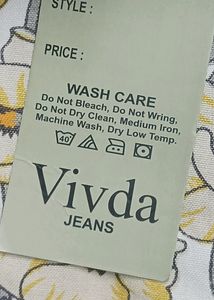 STYLE :
PRICE :
WASH CARE
Do Not Bleach, Do Not Wring,
Do Not Dry Clean, Medium Iron,
Machine Wash, Dry Low Temp.
40
Vivda
JEANS